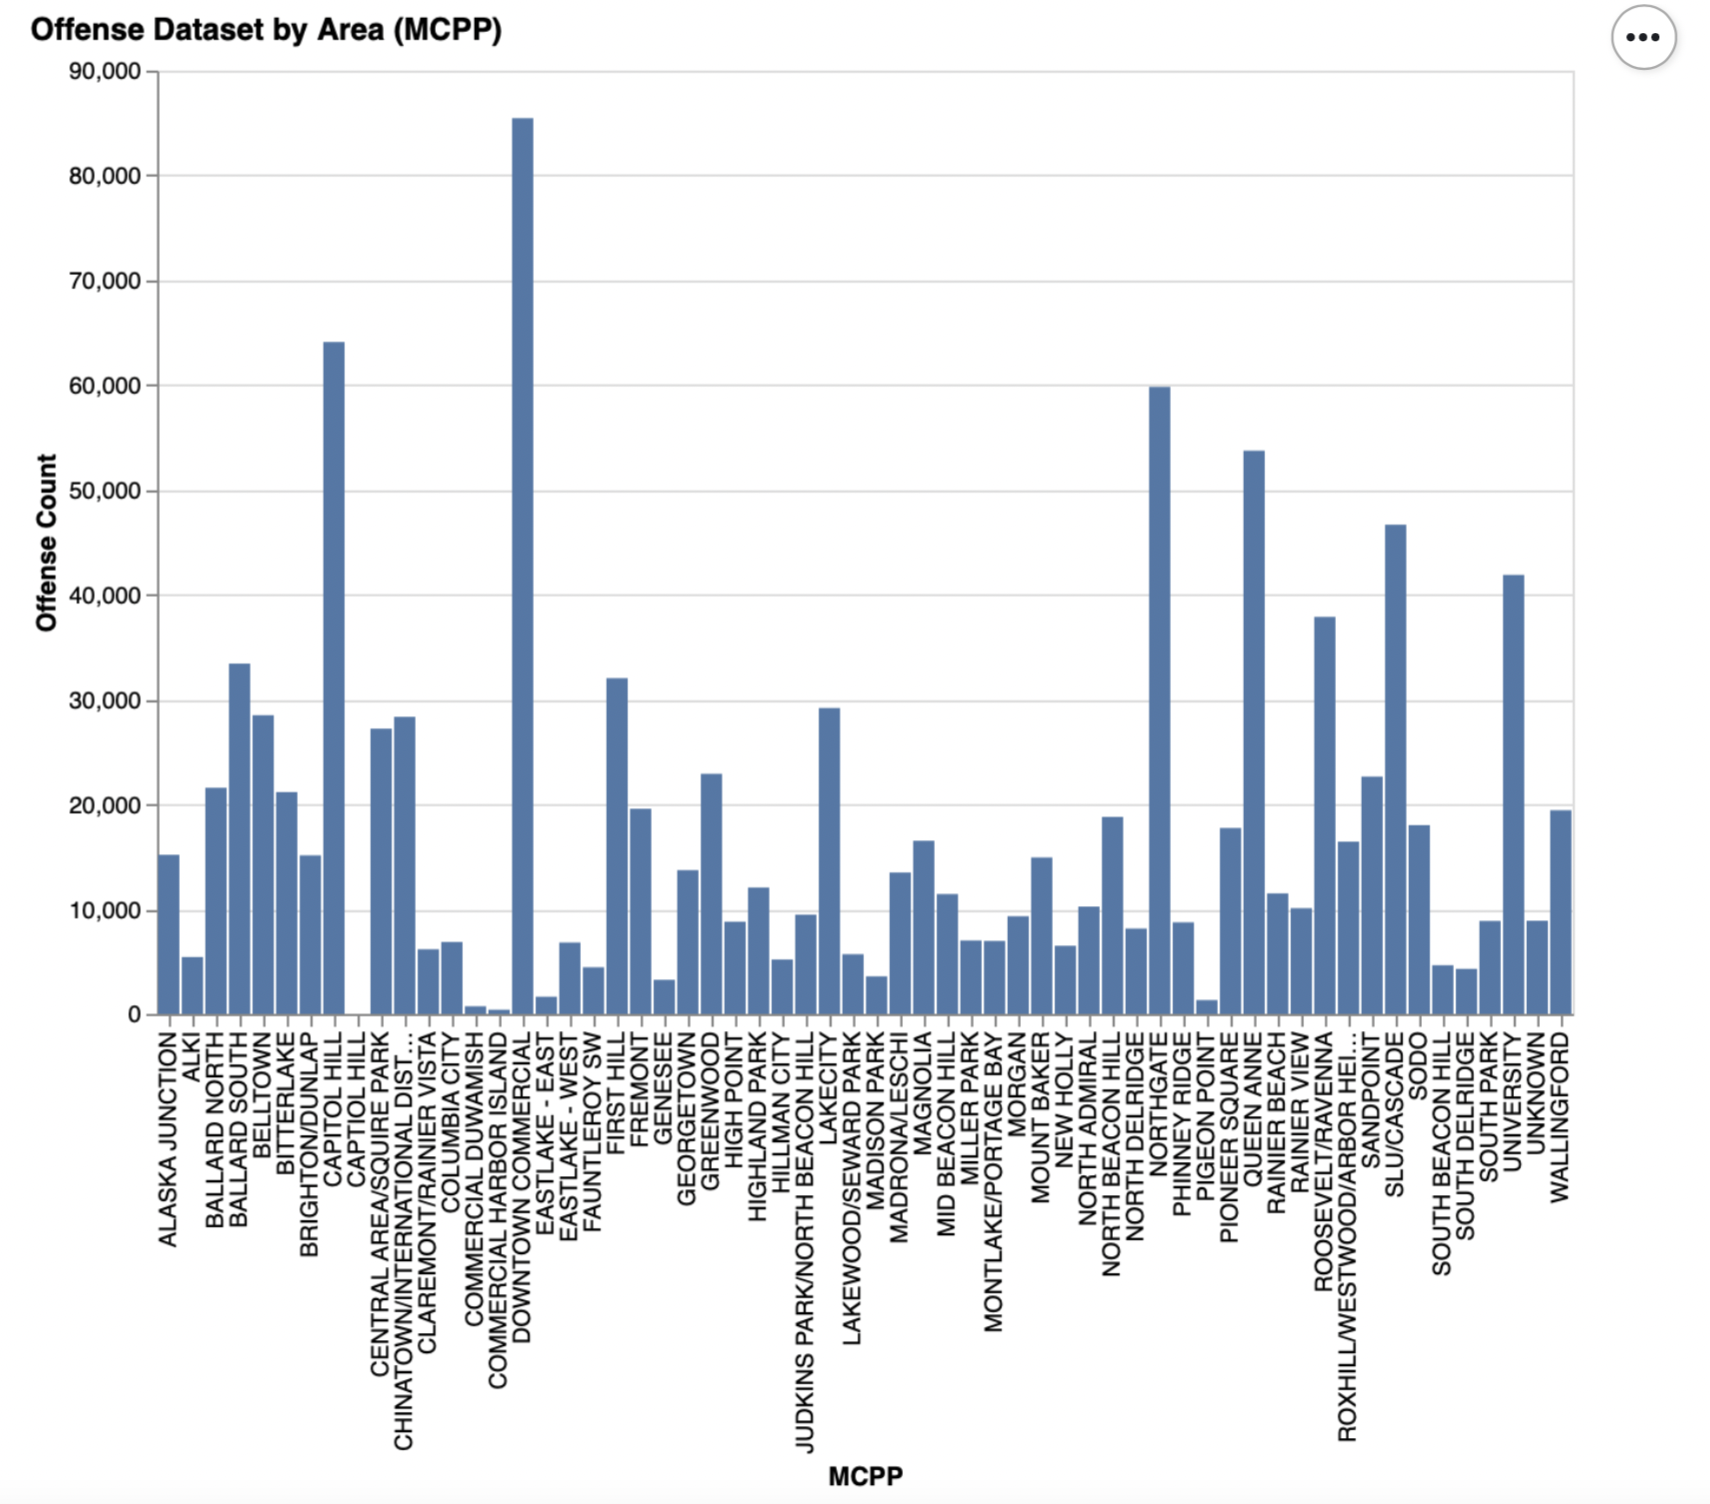 Offense Dataset by Area (MCPP)
90,000
80,000
70,000
60,000
50,000
40,000
30,000
20,000
10,000
0
Offense Count
ALASKA JUNCTION
ALKI
BALLARD NORTH
BALLARD SOUTH
BELLTOWN
BITTERLAKE
BRIGHTON/DUNLAP
CAPITOL HILL
CAPTIOL HILL
CENTRAL AREA/SQUIRE PARK
CHINATOWN/INTERNATIONAL DIST...
CLAREMONT/RAINIER VISTA
COLUMBIA CITY
COMMERCIAL DUWAMISH
COMMERCIAL HARBOR ISLAND
DOWNTOWN COMMERCIAL
EASTLAKE - EAST
EASTLAKE - WEST
FAUNTLEROY SW
FIRST HILL
FREMONT
GENESEE
GEORGETOWN
GREENWOOD
HIGH POINT
HIGHLAND PARK
HILLMAN CITY
JUDKINS PARK/NORTH BEACON HILL
LAKECITY
LAKEWOOD/SEWARD PARK
MADISON PARK
MADRONA/LESCHI
MAGNOLIA
MID BEACON HILL
MILLER PARK
MONTLAKE/PORTAGE BAY
MORGAN
MOUNT BAKER
NEW HOLLY
NORTH ADMIRAL
NORTH BEACON HILL
NORTH DELRIDGE
NORTHGATE
PHINNEY RIDGE
PIGEON POINT
PIONEER SQUARE
QUEEN ANNE
RAINIER BEACH
RAINIER VIEW
ROOSEVELT/RAVENNA
ROXHILL/WESTWOOD/ARBOR HEI...
SANDPOINT
SLU/CASCADE
SODO
SOUTH BEACON HILL
SOUTH DELRIDGE
SOUTH PARK
UNIVERSITY
UNKNOWN
WALLINGFORD
MCPP